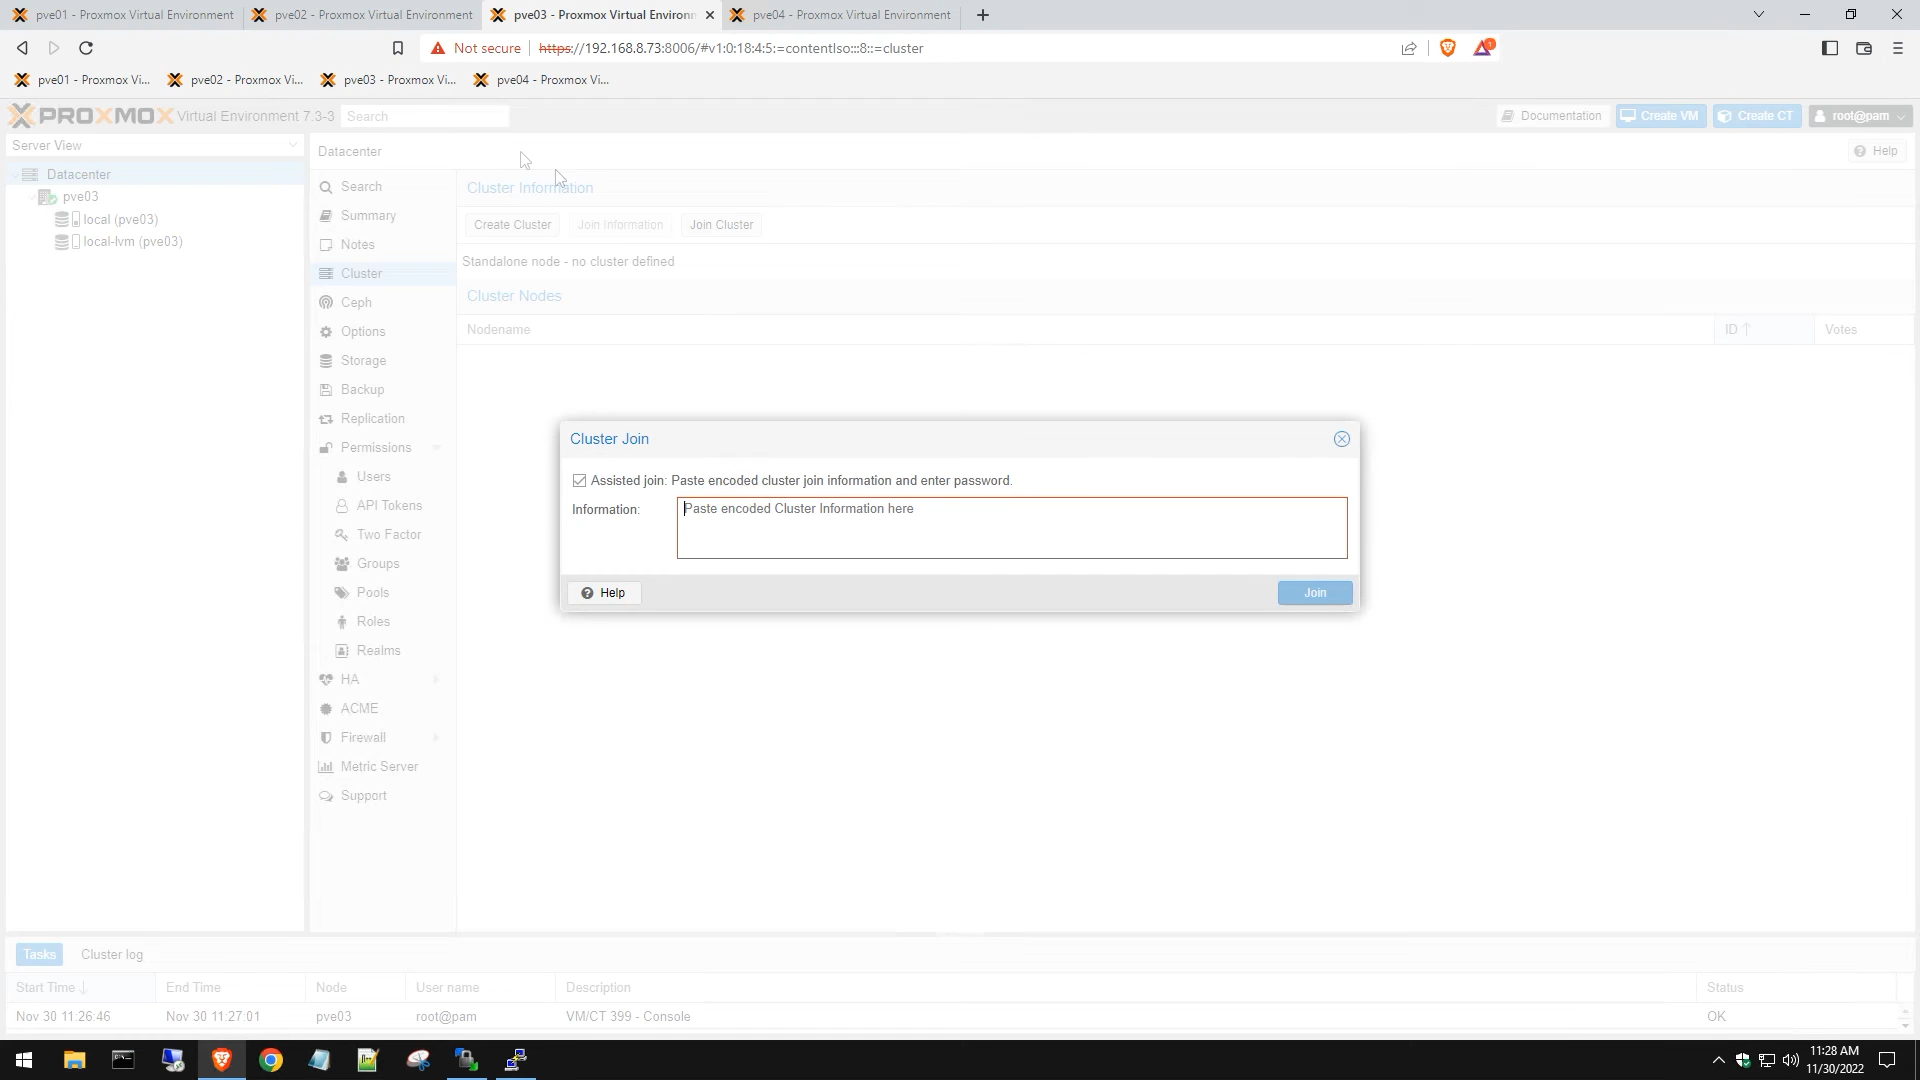 pve01 - Proxmox Virtual Environment
pve02 - Proxmox Virtual Environment
pve03 - Proxmox Virtual Environm
pve04 - Proxmox Virtual Environment
Not secure
https://192.168.8.73:8006/#v1:0:18:4:5:=contentIso:::8::=cluster
1
pve01 - Proxmox Vi...
pve02 - Proxmox Vi...
pve03 - Proxmox Vi...
pve04 - Proxmox Vi...
PROXMOX Virtual Environment 7.3-3
Search
Documentation
Create VM
Create CT
root@pam
Server View
Datacenter
pve03
local (pve03)
local-lvm (pve03)
Datacenter
Help
Search
Summary
Notes
Cluster
Ceph
Options
Storage
Backup
Replication
Permissions
Users
API Tokens
Two Factor
Groups
Pools
Roles
Realms
HA
ACME
Firewall
Metric Server
Support
Cluster Information
Create Cluster
Join Information
Join Cluster
Standalone node - no cluster defined
Cluster Nodes
Nodename
ID
Votes
Cluster Join
Assisted join: Paste encoded cluster join information and enter password.
Information:
Paste encoded Cluster Information here
Help
Join
Tasks
Cluster log
Start Time
End Time
Node
User name
Description
Status
Nov 30 11:26:46
Nov 30 11:27:01
pve03
root@pam
VM/CT 399 - Console
OK
11:28 AM
11/30/2022